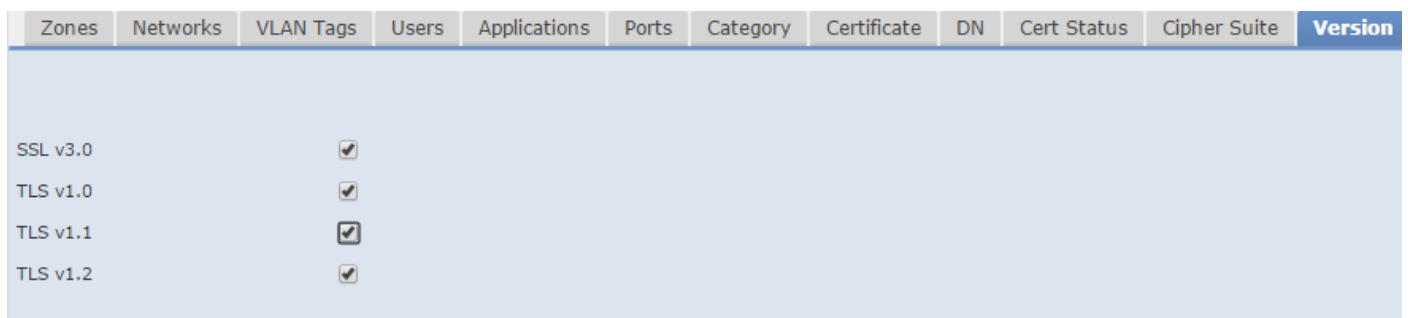 Zones Networks VLAN Tags Users Applications Ports Category Certificate DN Cert Status Cipher Suite Version
SSL v3.0
TLS v1.0
TLS v1.1
TLS v1.2